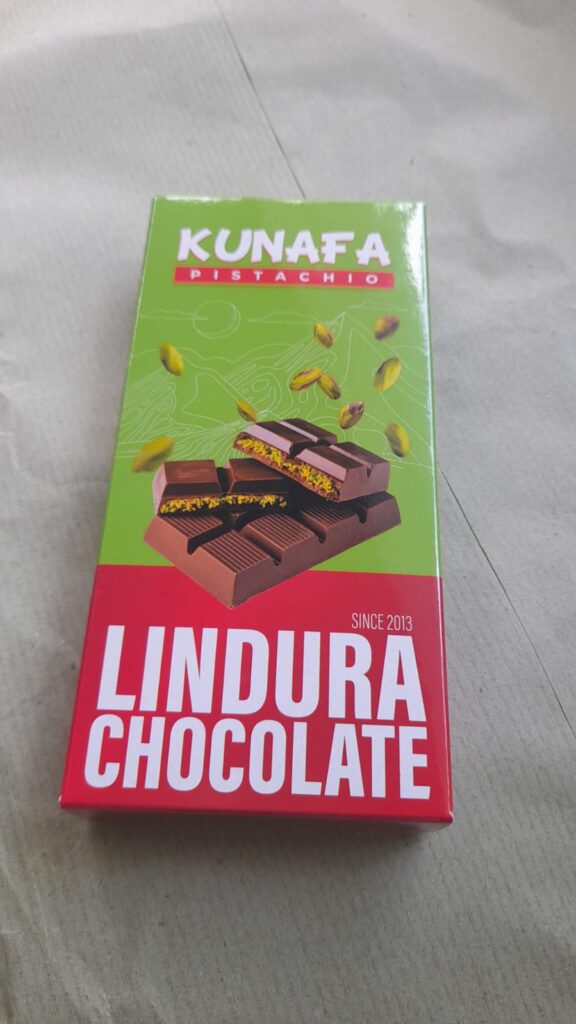 KUNAFA
PISTACHIO
SINCE 2013
LINDURA
CHOCOLATE